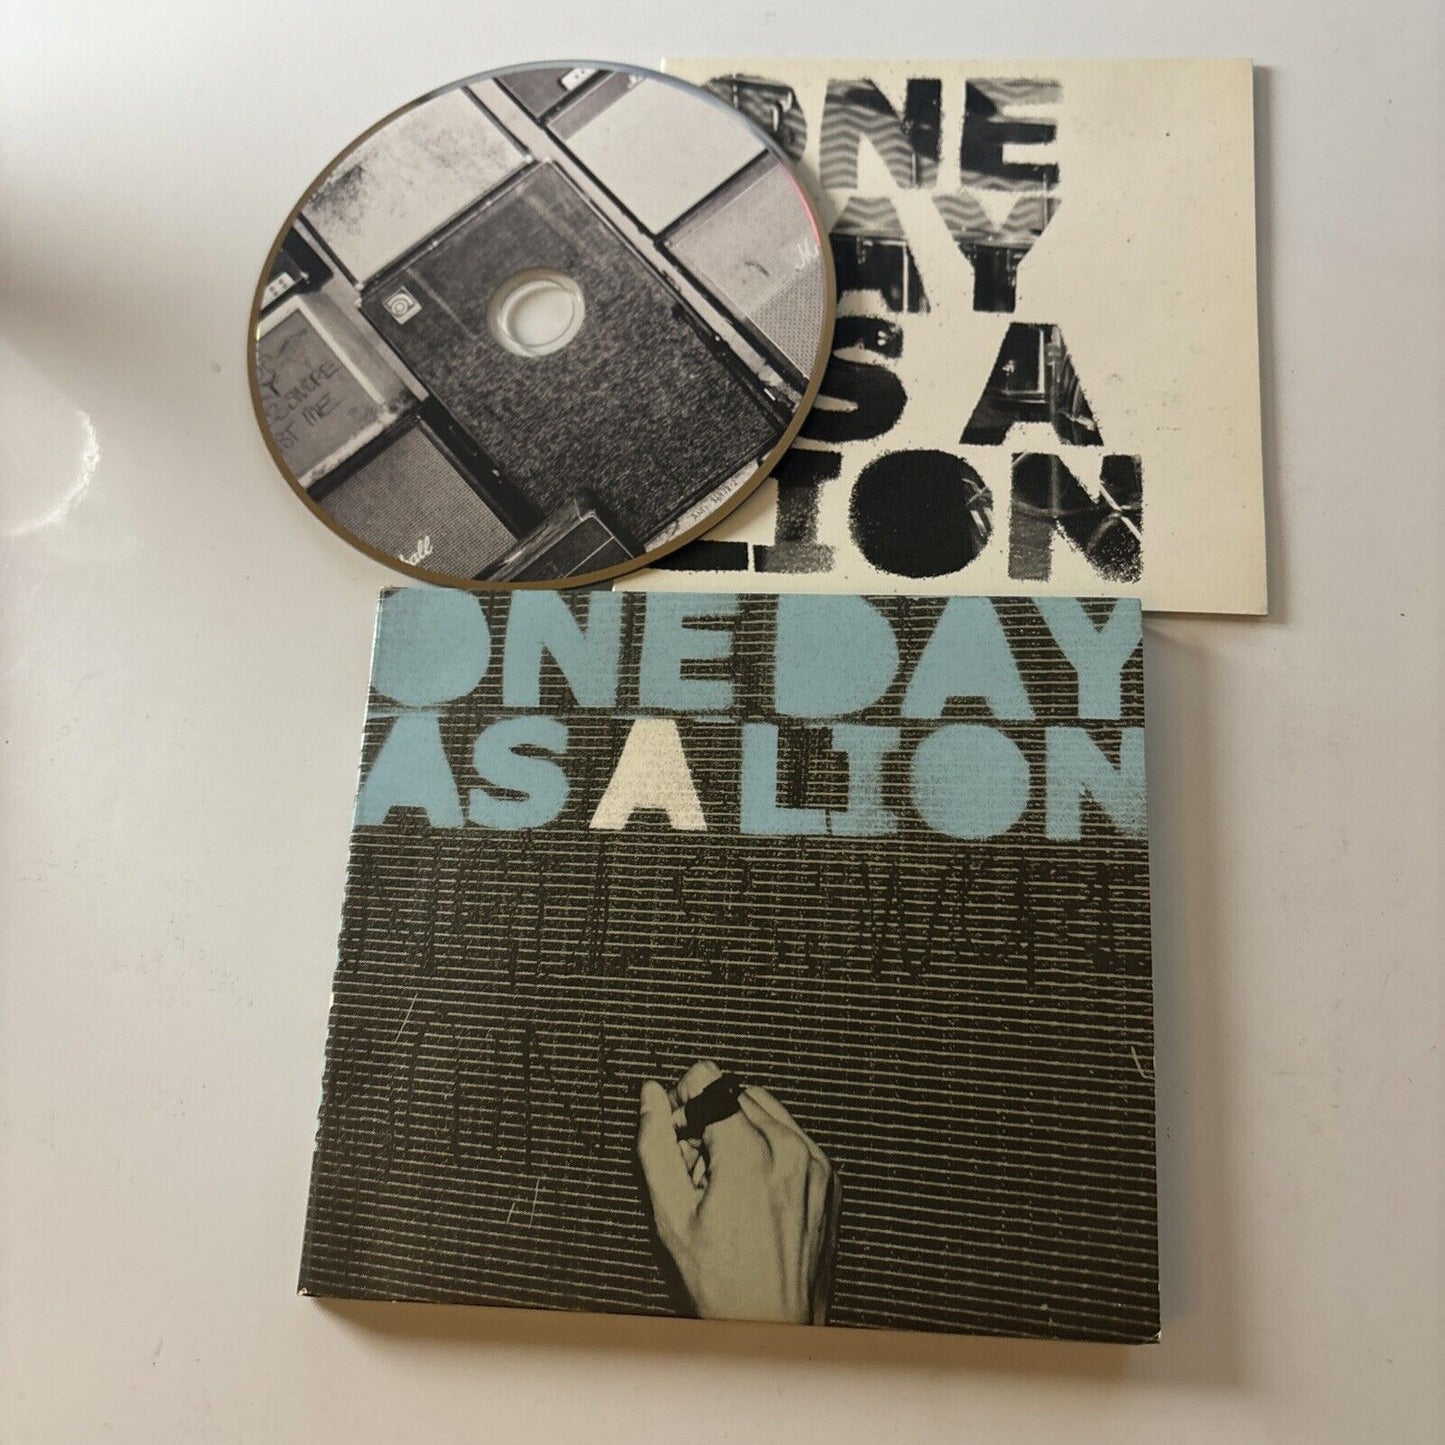 ONE
DAY
AS A
LION
ONE DAY
AS A LION